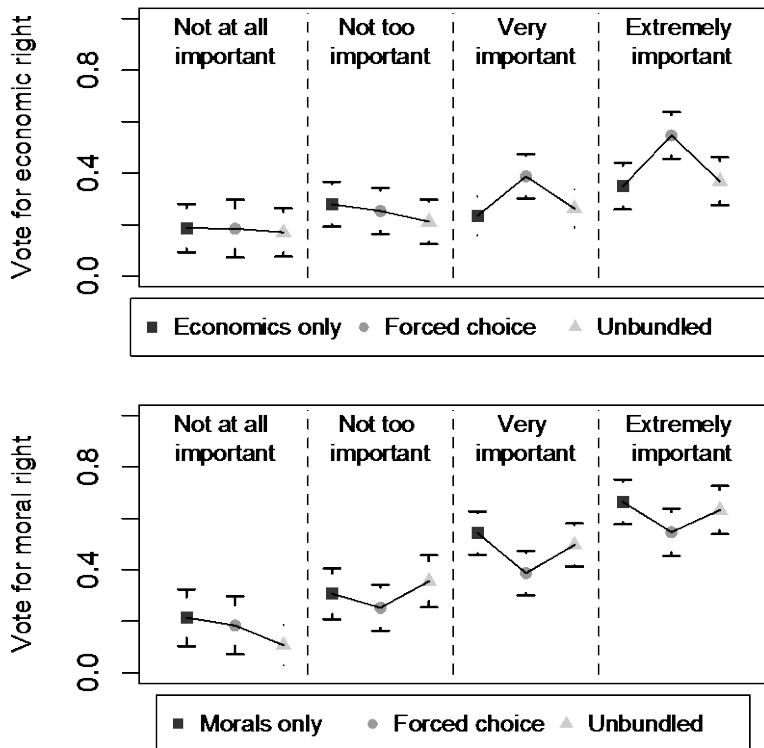 Vote for economic right
0.8
0.4
0.0
Not at all
important
Not too
important
Very
important
Extremely
important
Economics only Forced choice Unbundled
Vote for moral right
0.8
0.4
0.0
Not at all
important
Not too
important
Very
important
Extremely
important
Morals only Forced choice Unbundled